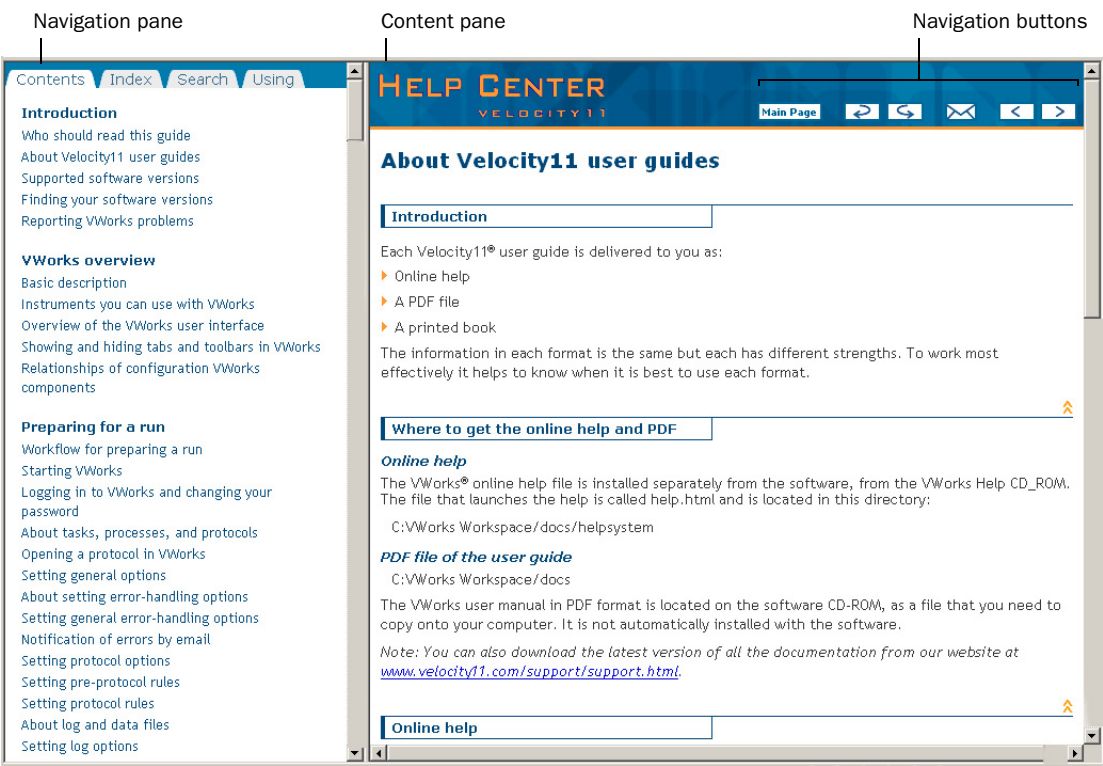 Navigation pane
Content pane
Navigation buttons
Contents
Index
Search
Using
Introduction
Who should read this guide
About Velocity11 user guides
Supported software versions
Finding your software versions
Reporting VWorks problems
VWorks overview
Basic description
Instruments you can use with VWorks
Overview of the VWorks user interface
Showing and hiding tabs and toolbars in VWorks
Relationships of configuration VWorks
components
Preparing for a run
Workflow for preparing a run
Starting VWorks
Logging in to VWorks and changing your
password
About tasks, processes, and protocols
Opening a protocol in VWorks
Setting general options
About setting error-handling options
Setting general error-handling options
Notification of errors by email
Setting protocol options
Setting pre-protocol rules
Setting protocol rules
About log and data files
Setting log options
HELP CENTER
VELOCITY11
Main Page
About Velocity11 user guides
Introduction
Each Velocity11® user guide is delivered to you as:
Online help
A PDF file
A printed book
The information in each format is the same but each has different strengths. To work most
effectively it helps to know when it is best to use each format.
Where to get the online help and PDF
Online help
The VWorks® online help file is installed separately from the software, from the VWorks Help CD_ROM.
The file that launches the help is called help.html and is located in this directory:
C:VWorks Workspace/docs/helpsystem
PDF file of the user guide
C:VWorks Workspace/docs
The VWorks user manual in PDF format is located on the software CD-ROM, as a file that you need to
copy onto your computer. It is not automatically installed with the software.
Note: You can also download the latest version of all the documentation from our website at
www.velocity11.com/support/support.html.
Online help